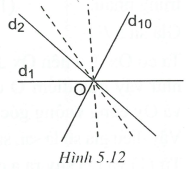 d₂
d₁₀
d₁
O
Hình 5.12